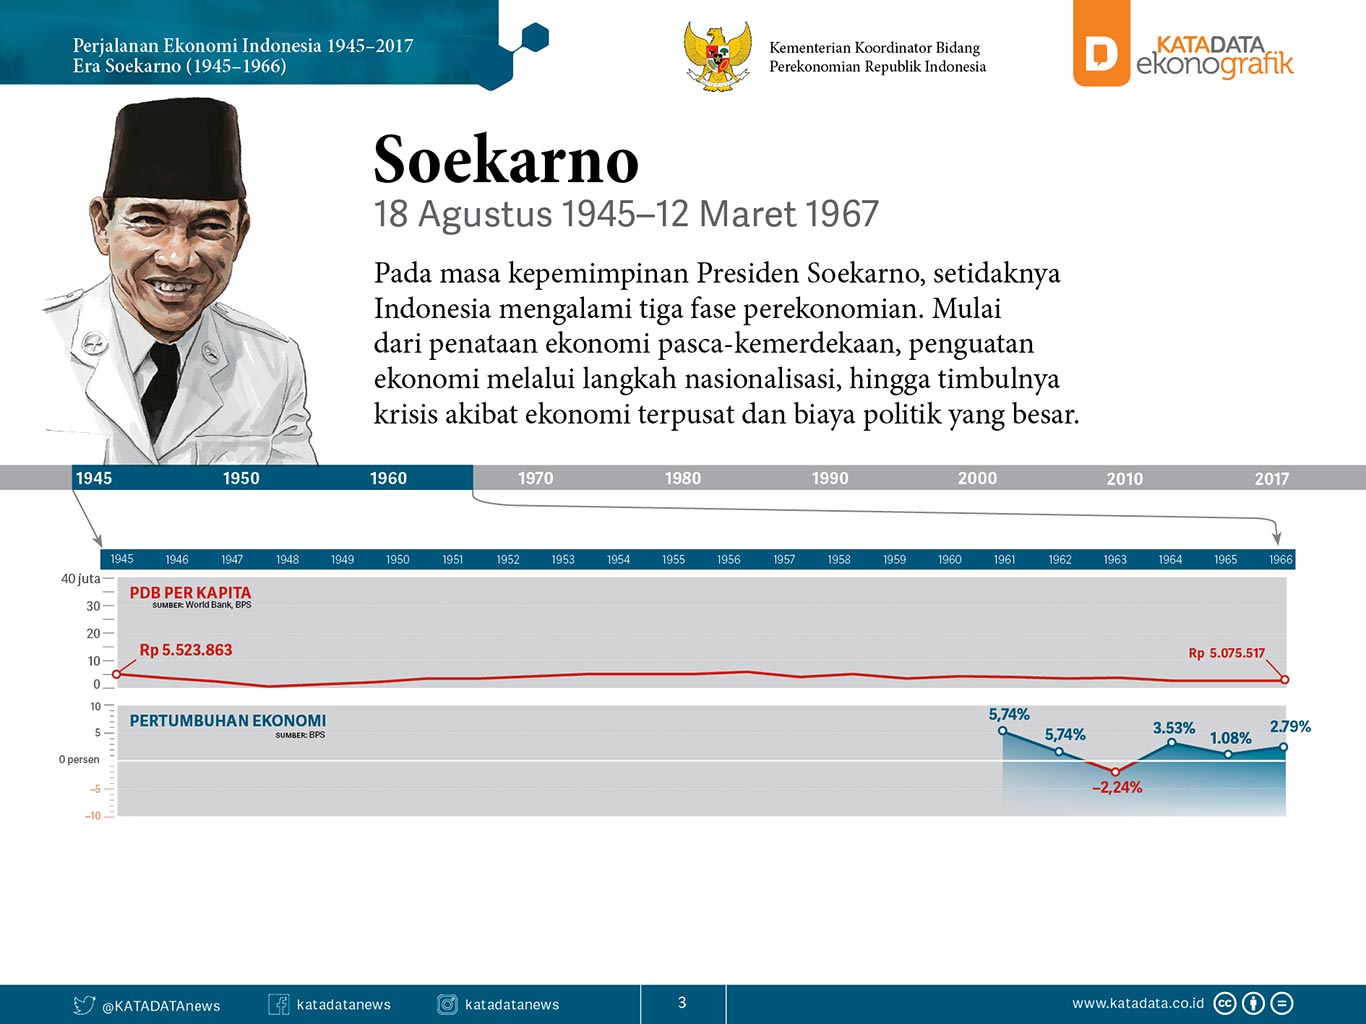 Perjalanan Ekonomi Indonesia 1945–2017
Era Soekarno (1945–1966)
Kementerian Koordinator Bidang
Perekonomian Republik Indonesia
D
KATADATA
ekonografik
Soekarno
18 Agustus 1945–12 Maret 1967
Pada masa kepemimpinan Presiden Soekarno, setidaknya
Indonesia mengalami tiga fase perekonomian. Mulai
dari penataan ekonomi pasca-kemerdekaan, penguatan
ekonomi melalui langkah nasionalisasi, hingga timbulnya
krisis akibat ekonomi terpusat dan biaya politik yang besar.
1945 1950 1960 1970 1980 1990 2000 2010 2017
1945 1946 1947 1948 1949 1950 1951 1952 1953 1954 1955 1956 1957 1958 1959 1960 1961 1962 1963 1964 1965 1966
PDB PER KAPITA
SUMBER: World Bank, BPS
40 juta
30
20
10
0
Rp 5.523.863
Rp 5.075.517
PERTUMBUHAN EKONOMI
SUMBER: BPS
10
5
0 persen
–5
–10
5,74%
5,74%
–2,24%
3.53%
1.08%
2.79%
@KATADATAnews
katadatanews
katadatanews
3
www.katadata.co.id
cc